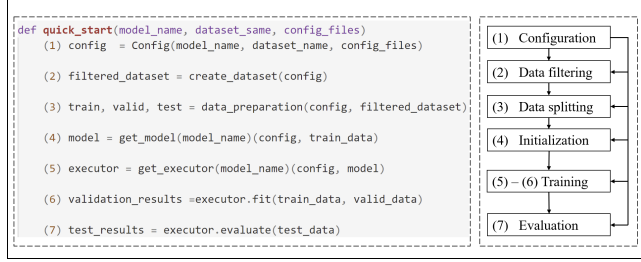 def quick_start(model_name, dataset_same, config_files)
(1) config = Config(model_name, dataset_name, config_files)
(2) filtered_dataset = create_dataset(config)
(3) train, valid, test = data_preparation(config, filtered_dataset)
(4) model = get_model(model_name)(config, train_data)
(5) executor = get_executor(model_name)(config, model)
(6) validation_results =executor.fit(train_data, valid_data)
(7) test_results = executor.evaluate(test_data)
(1) Configuration
(2) Data filtering
(3) Data splitting
(4) Initialization
(5) – (6) Training
(7) Evaluation